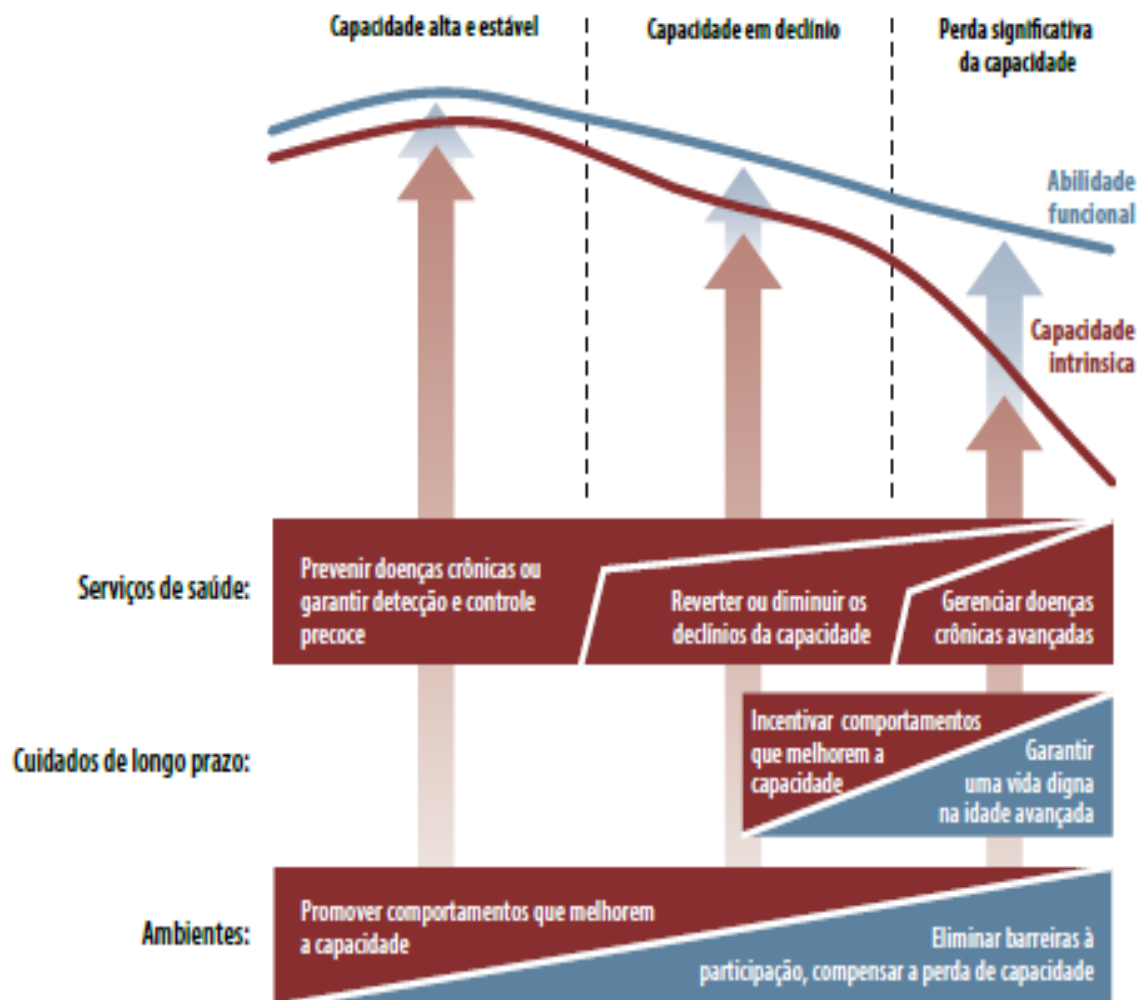 Capacidade alta e estável
Capacidade em declínio
Perda significativa
da capacidade
Abilidade
funcional
Capacidade
intrinsica
Serviços de saúde:
Prevenir doenças crônicas ou
garantir detecção e controle
precoce
Reverter ou diminuir os
declínios da capacidade
Gerenciar doenças
crônicas avançadas
Cuidados de longo prazo:
Incentivar comportamentos
que melhorem a
capacidade
Garantir
uma vida digna
na idade avançada
Ambientes:
Promover comportamentos que melhorem
a capacidade
Eliminar barreiras à
participação, compensar a perda de capacidade